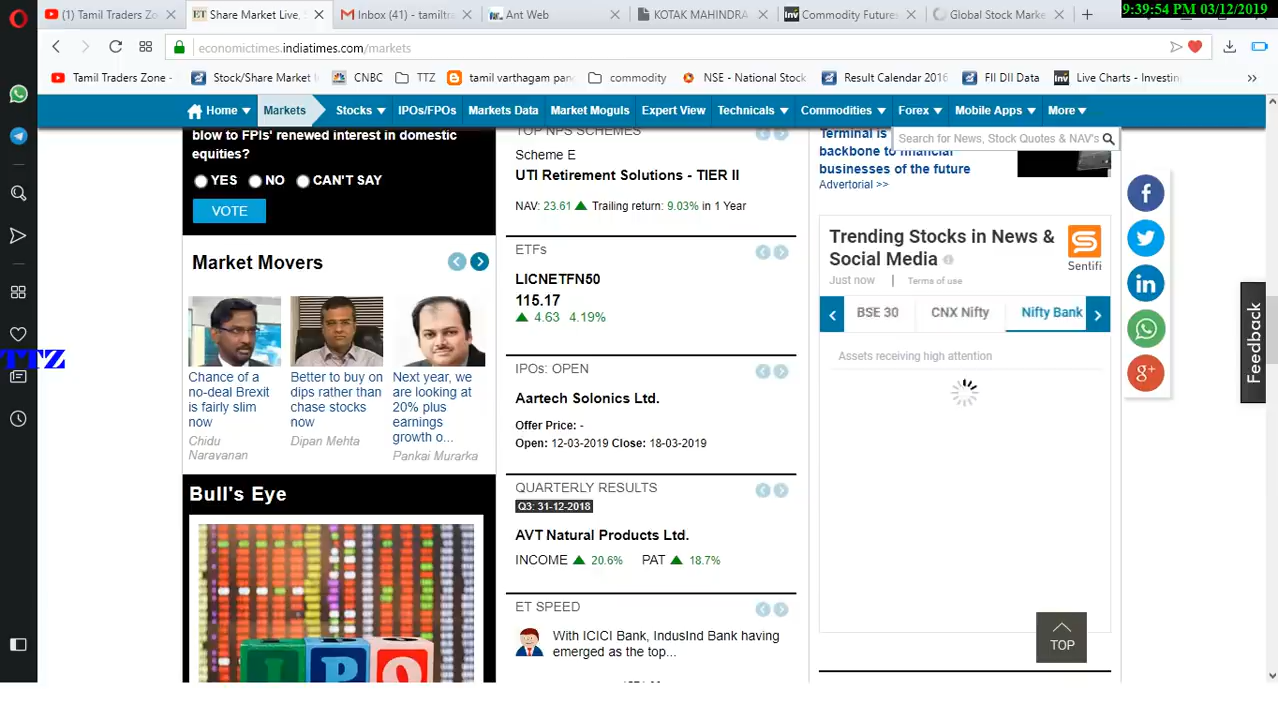 9:39:54 PM 03/12/2019
(1) Tamil Traders Zo
ET Share Market Live,
Inbox (41) - tamiltra
Ant Web
KOTAK MAHINDRA
Inv Commodity Futures
Global Stock Marke
economictimes.indiatimes.com/markets
Tamil Traders Zone -
Stock/Share Market I
CNBC
TTZ
tamil varthagam pan
commodity
NSE - National Stock
Result Calendar 2016
FII DII Data
Inv Live Charts - Investin
Home
Markets
Stocks
IPOs/FPOs
Markets Data
Market Moguls
Expert View
Technicals
Commodities
Forex
Mobile Apps
More
Search for News, Stock Quotes & NAV's
blow to FPIs' renewed interest in domestic
equities?
YES NO CAN'T SAY
VOTE
Market Movers
Chance of a
no-deal Brexit
is fairly slim
now
Chidu
Narayanan
Better to buy on
dips rather than
chase stocks
now
Dipan Mehta
Next year, we
are looking at
20% plus
earnings
growth o...
Pankaj Murarka
Bull's Eye
I P O
TOP NPS SCHEMES
Scheme E
UTI Retirement Solutions - TIER II
NAV: 23.61 ▲ Trailing return: 9.03% in 1 Year
ETFs
LICNETFN50
115.17
▲ 4.63 4.19%
IPOs: OPEN
Aartech Solonics Ltd.
Offer Price: -
Open: 12-03-2019 Close: 18-03-2019
QUARTERLY RESULTS
Q3: 31-12-2018
AVT Natural Products Ltd.
INCOME ▲ 20.6% PAT ▲ 18.7%
ET SPEED
With ICICI Bank, IndusInd Bank having
emerged as the top...
Terminal is
backbone to financial
businesses of the future
Advertorial >>
Trending Stocks in News &
Social Media
Sentifi
Just now | Terms of use
BSE 30
CNX Nifty
Nifty Bank
Assets receiving high attention
TOP
Feedback
TTZ